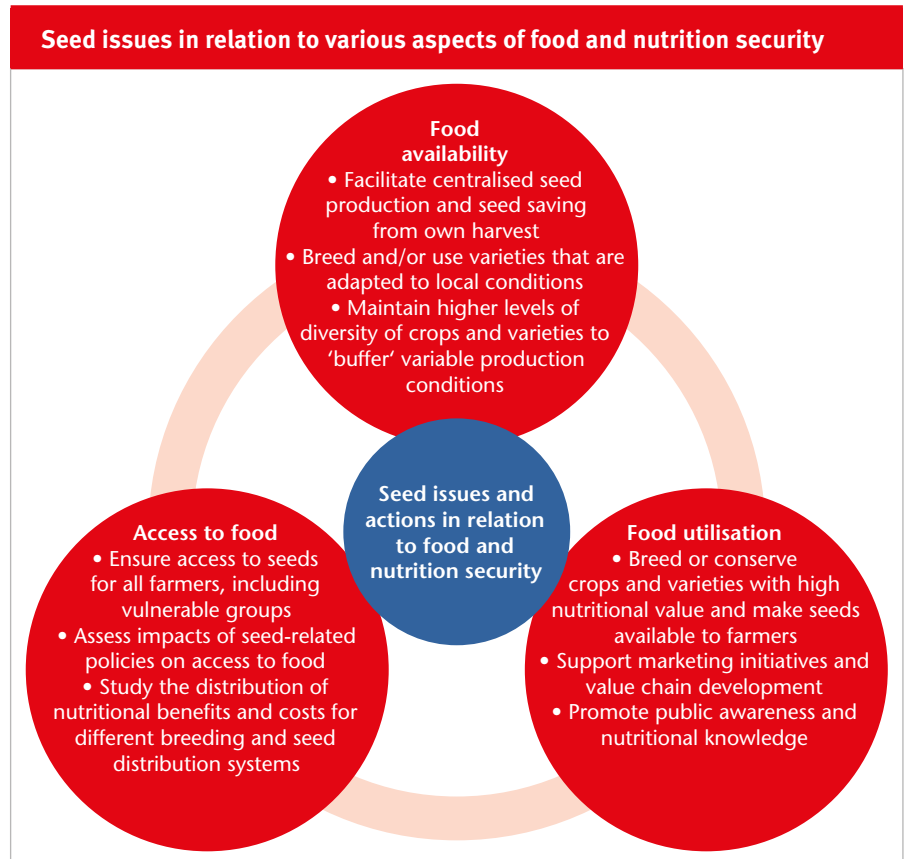 Seed issues in relation to various aspects of food and nutrition security
Food
availability
• Facilitate centralised seed
production and seed saving
from own harvest
• Breed and/or use varieties that are
adapted to local conditions
• Maintain higher levels of
diversity of crops and varieties to
‘buffer’ variable production
conditions
Seed issues and
actions in relation
to food and
nutrition security
Access to food
• Ensure access to seeds
for all farmers, including
vulnerable groups
• Assess impacts of seed-related
policies on access to food
• Study the distribution of
nutritional benefits and costs for
different breeding and seed
distribution systems
Food utilisation
• Breed or conserve
crops and varieties with high
nutritional value and make seeds
available to farmers
• Support marketing initiatives and
value chain development
• Promote public awareness and
nutritional knowledge